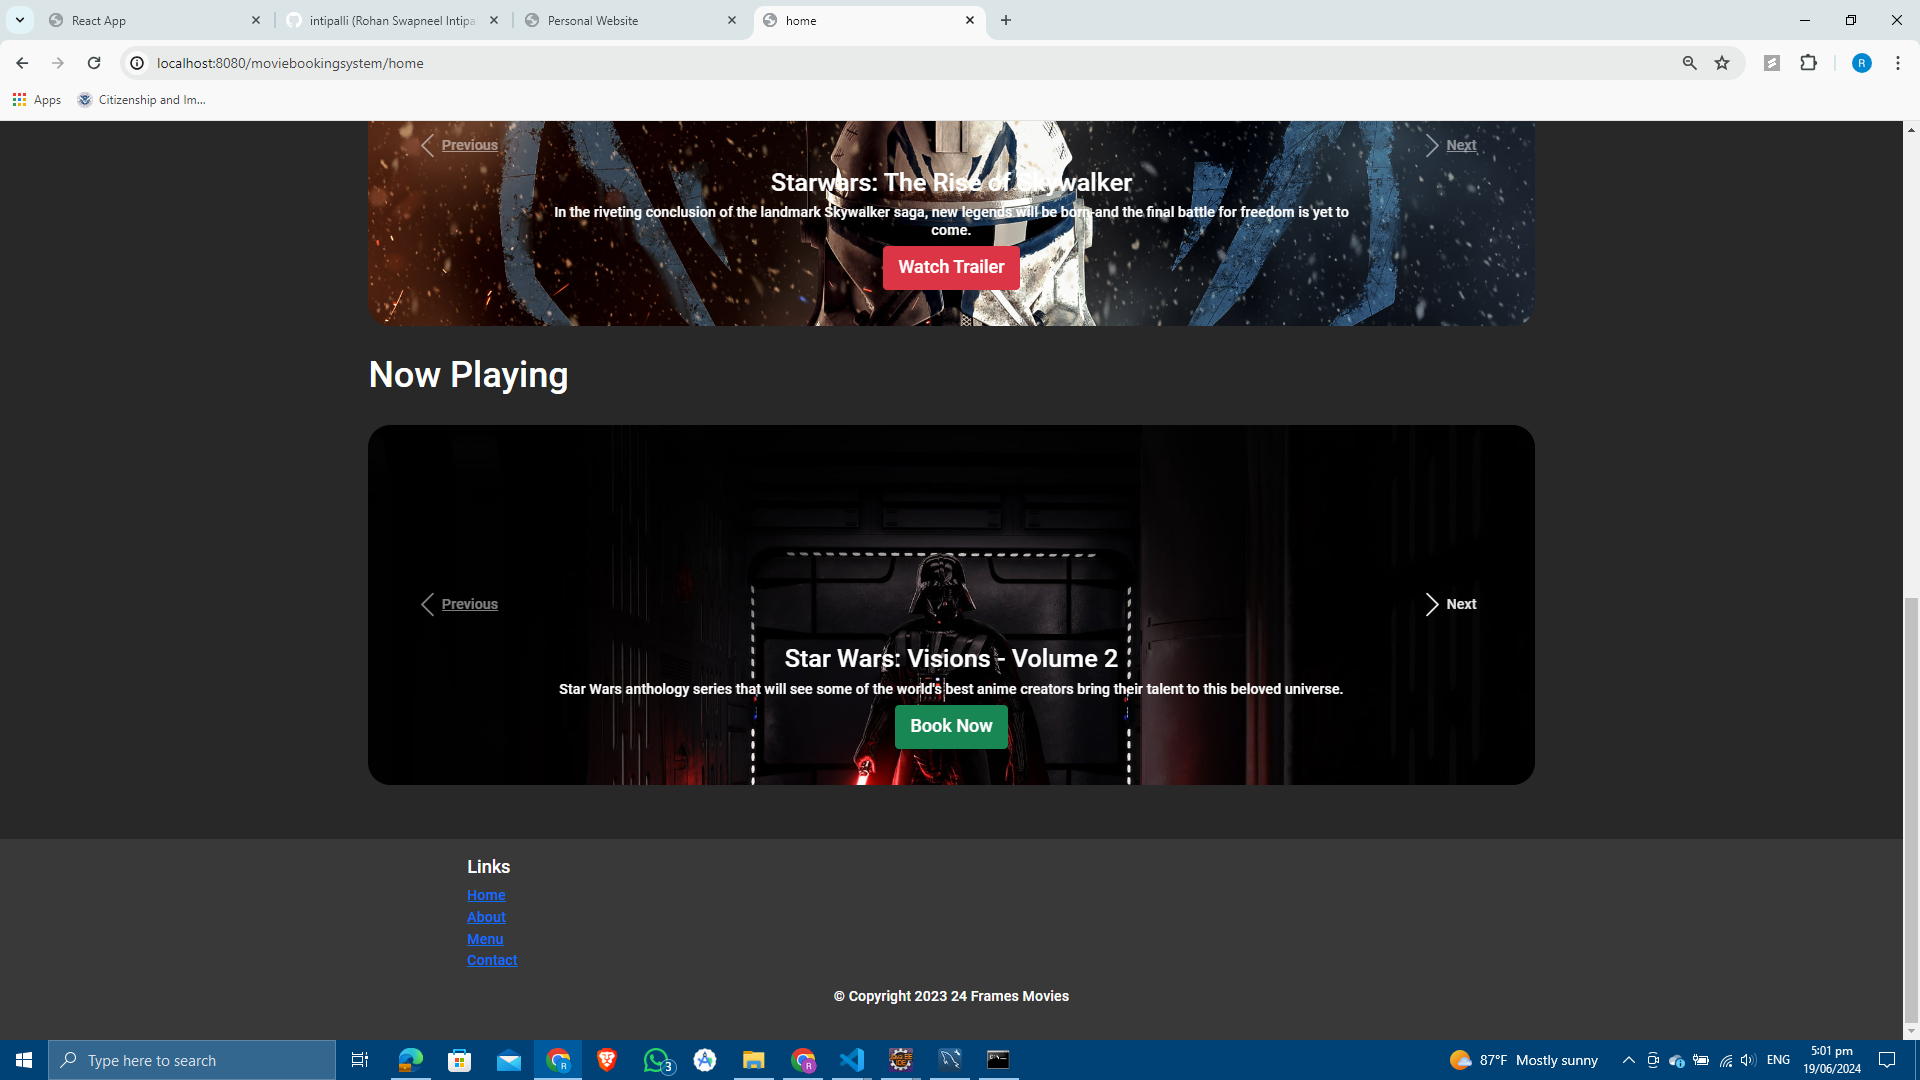 React App
intipalli (Rohan Swapneel Intipa
Personal Website
home
localhost:8080/moviebookingsystem/home
R
Apps
Citizenship and Im...
Previous
Next
Starwars: The Rise of Skywalker
In the riveting conclusion of the landmark Skywalker saga, new legends will be born-and the final battle for freedom is yet to
come.
Watch Trailer
Now Playing
Previous
Next
Star Wars: Visions - Volume 2
Star Wars anthology series that will see some of the world's best anime creators bring their talent to this beloved universe.
Book Now
Links
Home
About
Menu
Contact
© Copyright 2023 24 Frames Movies
Type here to search
R
3
R
87°F Mostly sunny
ENG
5:01 pm
19/06/2024